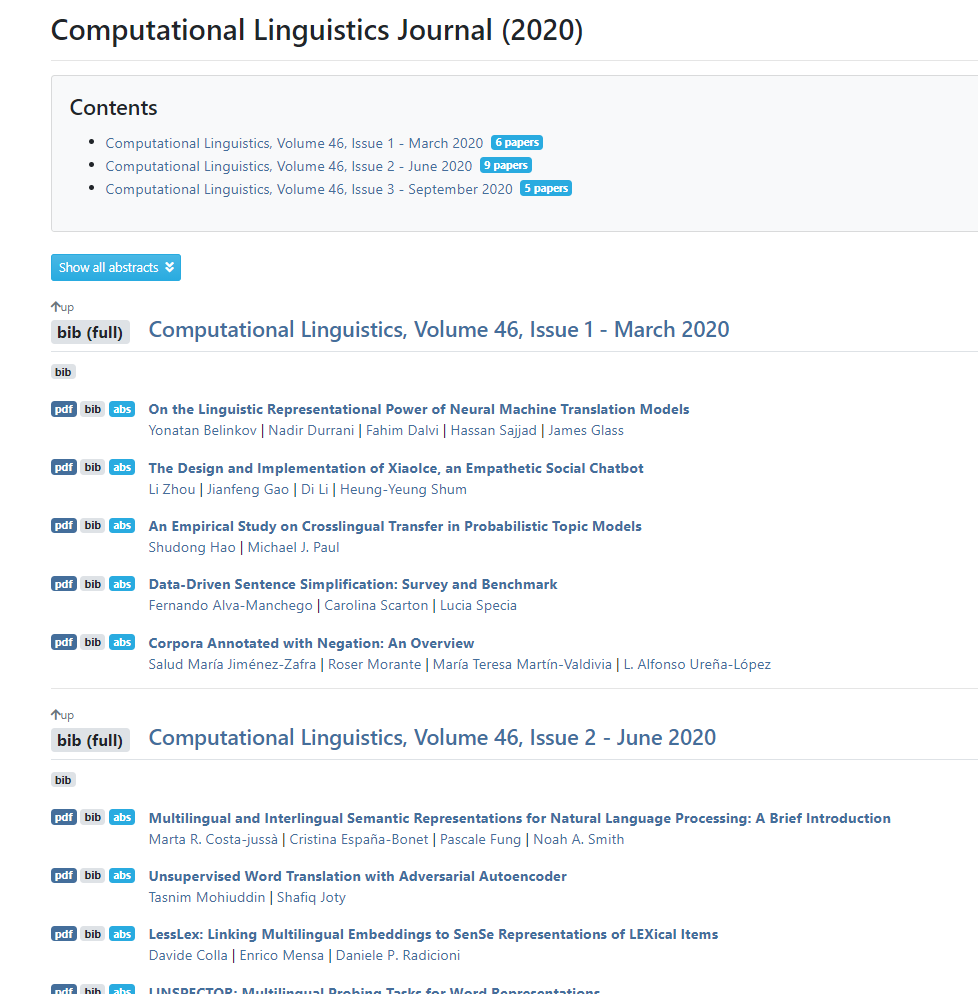 Computational Linguistics Journal (2020)
Contents
Computational Linguistics, Volume 46, Issue 1 - March 2020 6 papers
Computational Linguistics, Volume 46, Issue 2 - June 2020 9 papers
Computational Linguistics, Volume 46, Issue 3 - September 2020 5 papers
Show all abstracts
up
bib (full) Computational Linguistics, Volume 46, Issue 1 - March 2020
bib
pdf bib abs On the Linguistic Representational Power of Neural Machine Translation Models
Yonatan Belinkov | Nadir Durrani | Fahim Dalvi | Hassan Sajjad | James Glass
pdf bib abs The Design and Implementation of XiaoIce, an Empathetic Social Chatbot
Li Zhou | Jianfeng Gao | Di Li | Heung-Yeung Shum
pdf bib abs An Empirical Study on Crosslingual Transfer in Probabilistic Topic Models
Shudong Hao | Michael J. Paul
pdf bib abs Data-Driven Sentence Simplification: Survey and Benchmark
Fernando Alva-Manchego | Carolina Scarton | Lucia Specia
pdf bib abs Corpora Annotated with Negation: An Overview
Salud María Jiménez-Zafra | Roser Morante | María Teresa Martín-Valdivia | L. Alfonso Ureña-López
up
bib (full) Computational Linguistics, Volume 46, Issue 2 - June 2020
bib
pdf bib abs Multilingual and Interlingual Semantic Representations for Natural Language Processing: A Brief Introduction
Marta R. Costa-jussà | Cristina España-Bonet | Pascale Fung | Noah A. Smith
pdf bib abs Unsupervised Word Translation with Adversarial Autoencoder
Tasnim Mohiuddin | Shafiq Joty
pdf bib abs LessLex: Linking Multilingual Embeddings to SenSe Representations of LEXical Items
Davide Colla | Enrico Mensa | Daniele P. Radicioni
pdf bib abs LINSPECTOR: Multilingual Probing Tasks for Word Representations